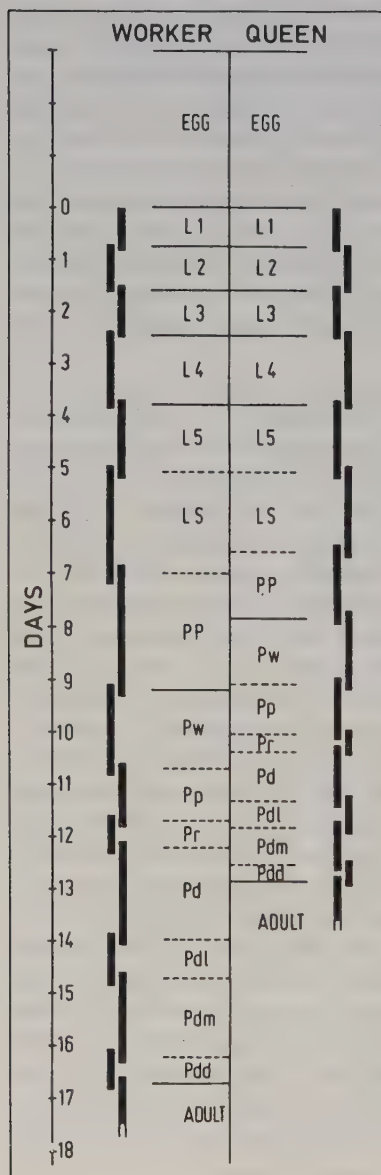 WORKER QUEEN
EGG EGG
0
L1 L1
1
L2 L2
2
L3 L3
3
L4 L4
4
L5 L5
5
6 LS LS
7
PP
DAYS
8 PP
Pw
9
Pp
10 Pw
Pr
Pd
11 Pp
Pdl
12 Pr
Pdm
Pdd
13 Pd
ADULT
14
Pdl
15
Pdm
16
Pdd
17
ADULT
18